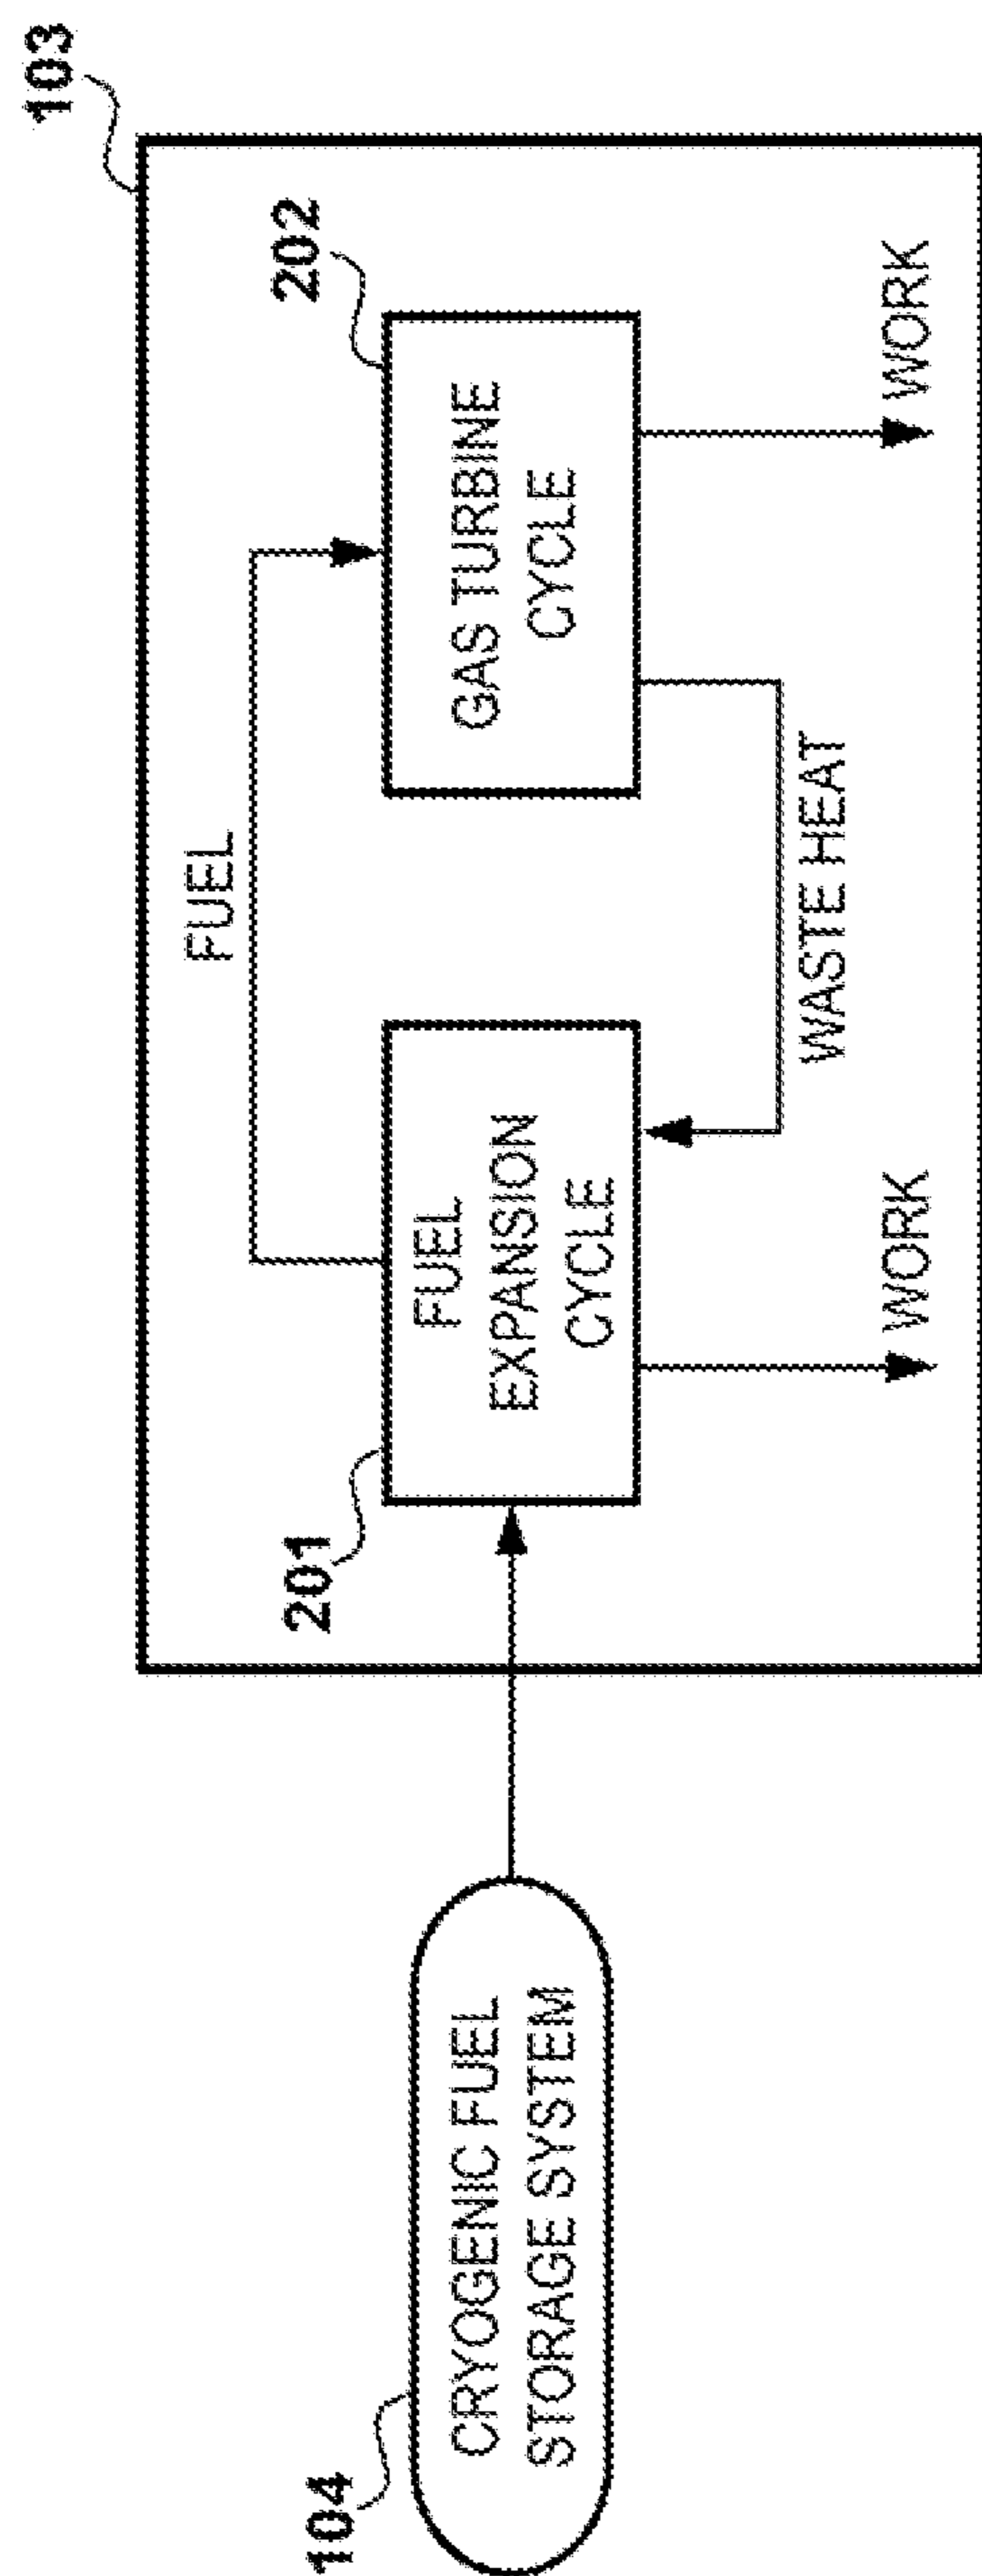 103
202
FUEL
GAS TURBINE
CYCLE
201
FUEL
EXPANSION
CYCLE
WASTE HEAT
WORK
WORK
104
CRYOGENIC FUEL
STORAGE SYSTEM